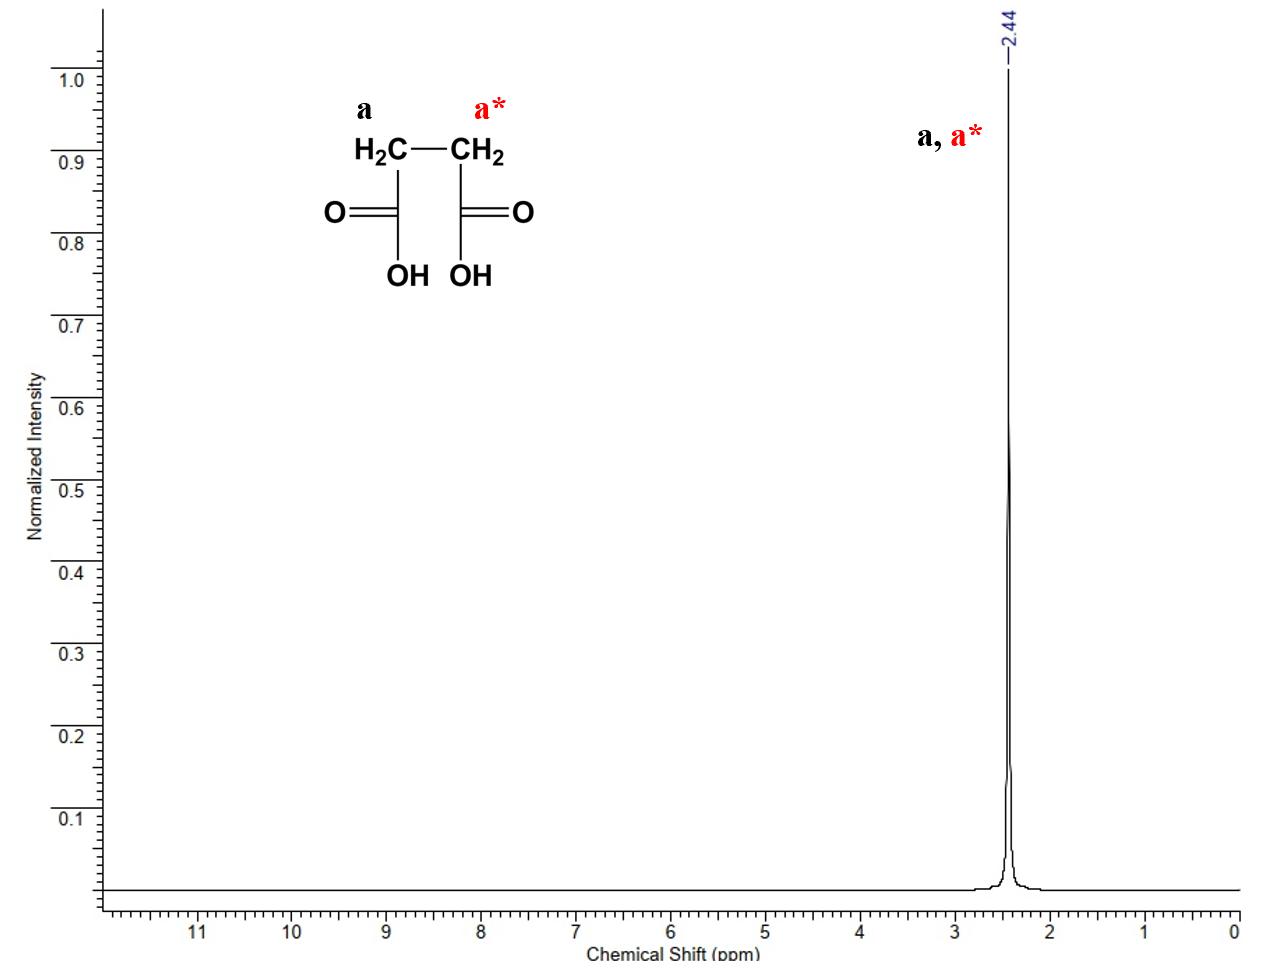 2.44
1.0
a a*
a, a*
H₂C CH₂
0.9
O O
0.8
OH OH
0.7
0.6
Normalized Intensity
0.5
0.4
0.3
0.2
0.1
11 10 9 8 7 6 5 4 3 2 1 0
Chemical Shift (ppm)